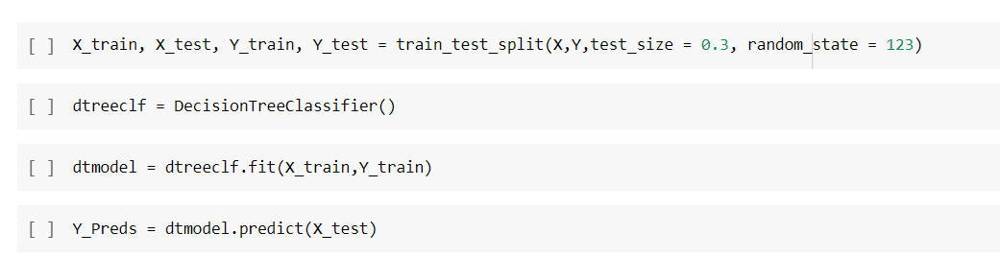 [ ] X_train, X_test, Y_train, Y_test = train_test_split(X,Y,test_size = 0.3, random_state = 123)
[ ] dtreeclf = DecisionTreeClassifier()
[ ] dtmodel = dtreeclf.fit(X_train,Y_train)
[ ] Y_Preds = dtmodel.predict(X_test)